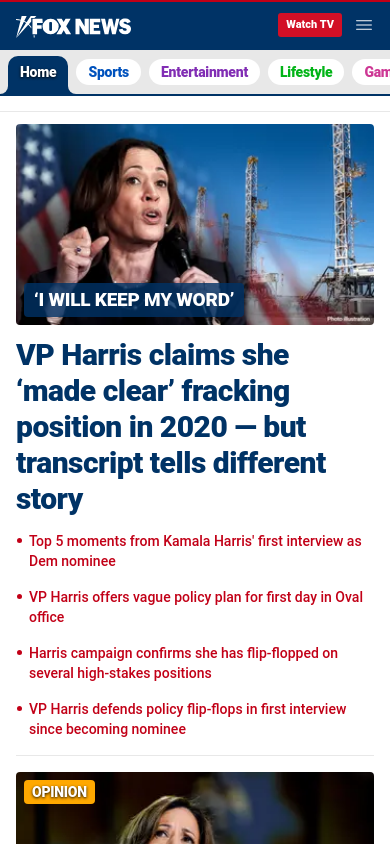 FOX NEWS
Watch TV
Home
Sports
Entertainment
Lifestyle
Gam
‘I WILL KEEP MY WORD’
Photo illustration
VP Harris claims she
‘made clear’ fracking
position in 2020 — but
transcript tells different
story
• Top 5 moments from Kamala Harris' first interview as
Dem nominee
• VP Harris offers vague policy plan for first day in Oval
office
• Harris campaign confirms she has flip-flopped on
several high-stakes positions
• VP Harris defends policy flip-flops in first interview
since becoming nominee
OPINION